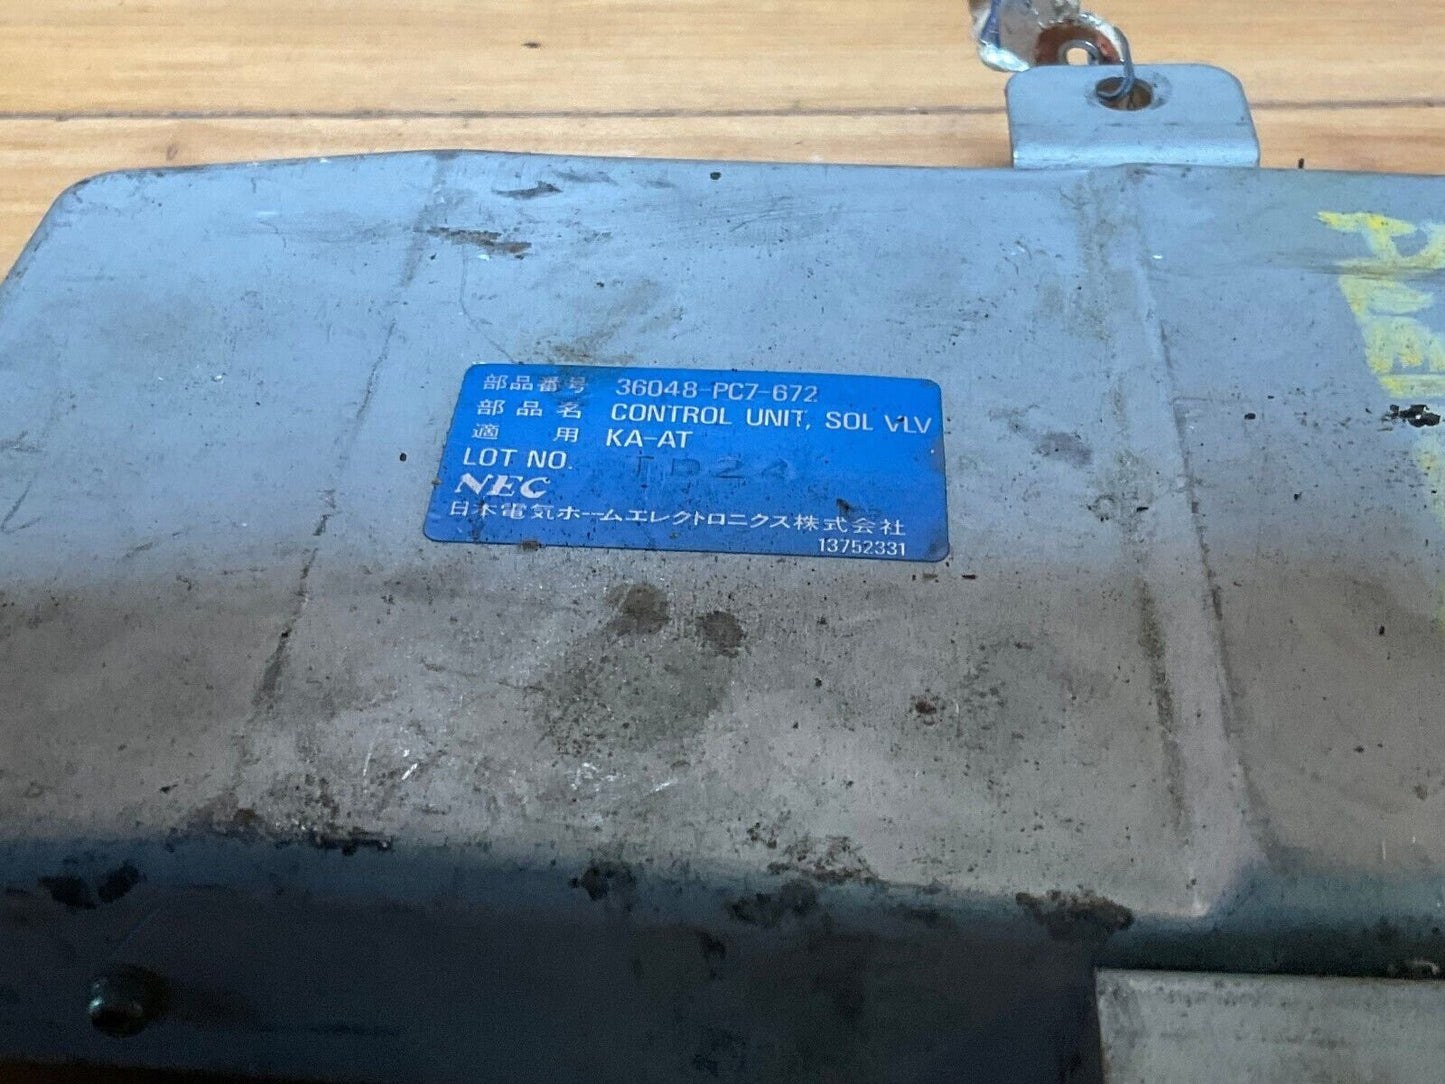 部品番号 36048-PC7-672
部品名 CONTROL UNIT, SOL VLV
適用 KA-AT
LOT NO. TD24
NEC
日本電気ホームエレクトロニクス株式会社
13752331